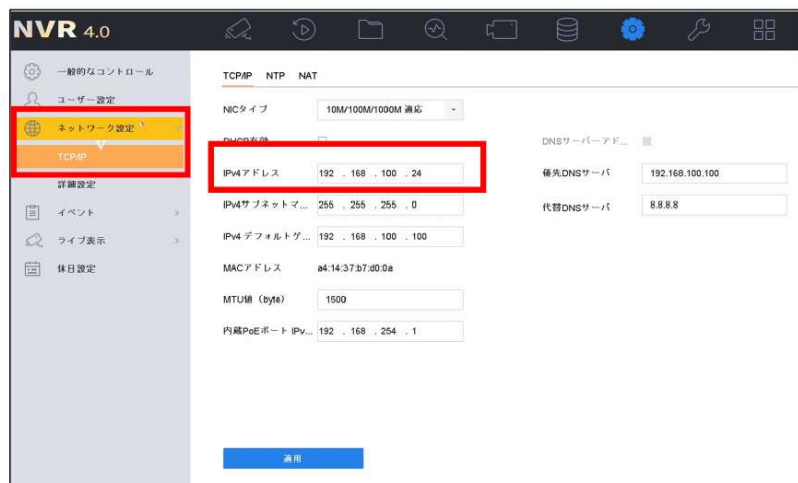 NVR 4.0
一般的なコントロール
ユーザー設定
ネットワーク設定
TCP/IP
詳細設定
イベント
ライブ表示
休日設定
TCP/IP NTP NAT
NICタイプ 10M/100M/1000M 適応
DHCP有効 DNSサーバーアド...
IPv4アドレス 192 . 168 . 100 . 24 優先DNSサーバ 192.168.100.100
IPv4サブネットマ... 255 . 255 . 255 . 0 代替DNSサーバ 8.8.8.8
IPv4 デフォルトゲ... 192 . 168 . 100 . 100
MACアドレス a4:14:37:b7:d0:0a
MTU値 (byte) 1500
内蔵PoEポート IPv... 192 . 168 . 254 . 1
適用